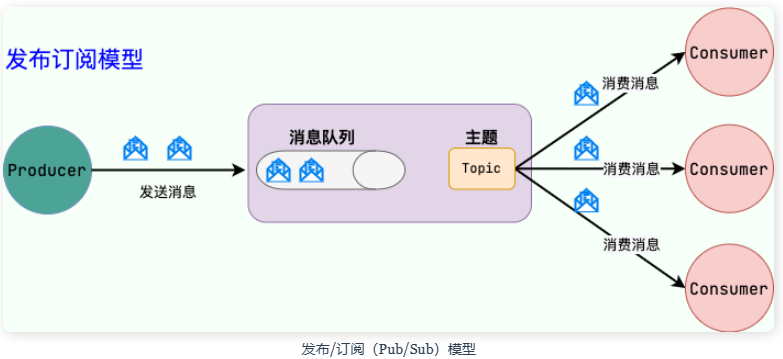 发布订阅模型
Producer
发送消息
消息队列
主题
Topic
消费消息
消费消息
消费消息
Consumer
Consumer
Consumer
发布/订阅（Pub/Sub）模型